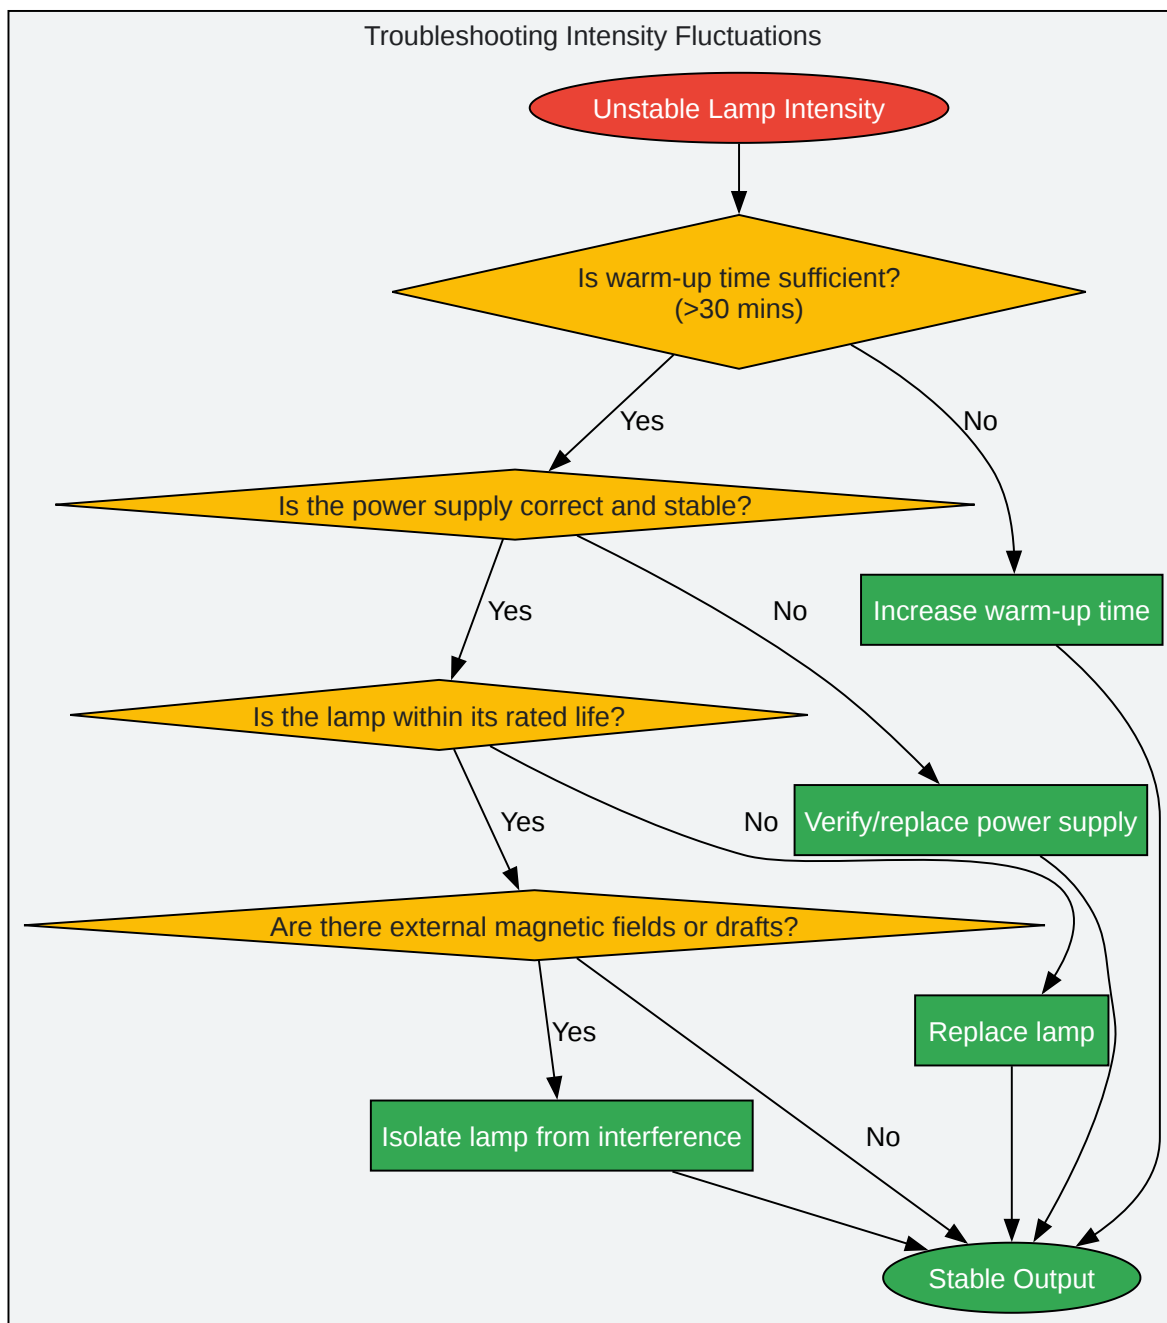 Troubleshooting Intensity Fluctuations
Unstable Lamp Intensity
Is warm-up time sufficient?
(>30 mins)
Yes
No
Is the power supply correct and stable?
Yes
No
Increase warm-up time
Is the lamp within its rated life?
Yes
No
Verify/replace power supply
Are there external magnetic fields or drafts?
Yes
Replace lamp
Isolate lamp from interference
No
Stable Output